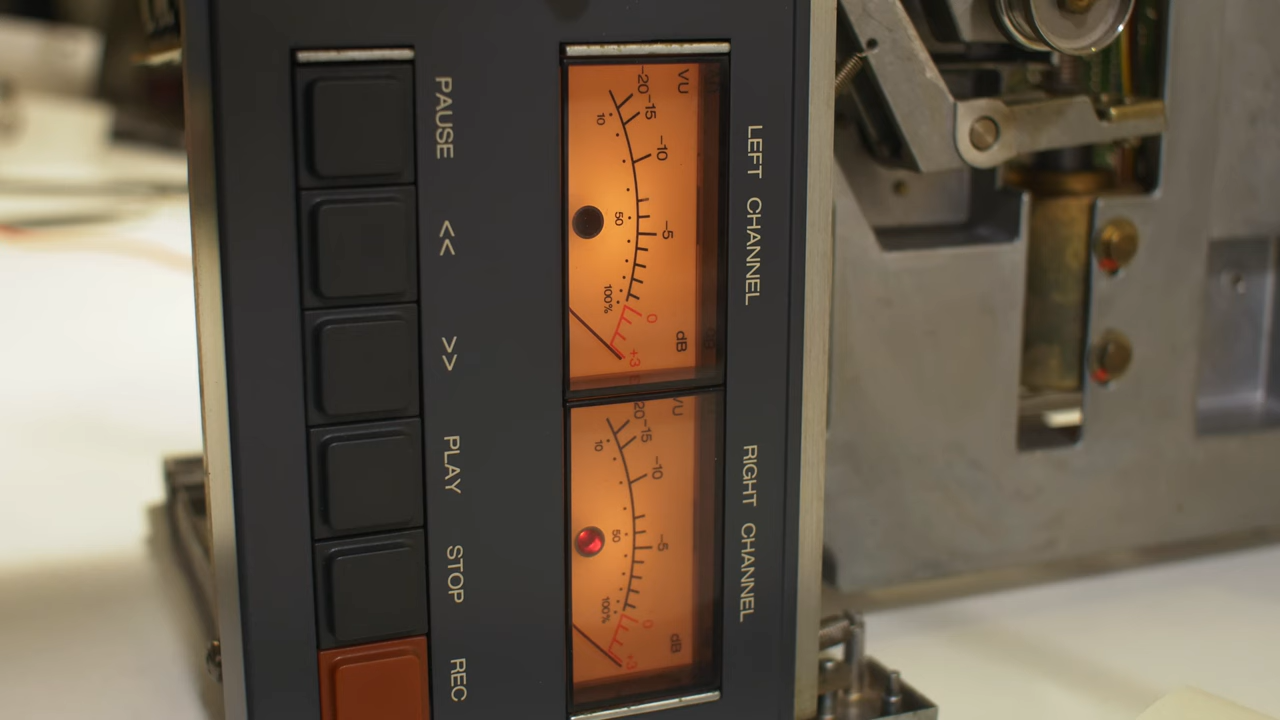 LEFT CHANNEL
VU
-20 -15 -10 -5 0 +3
10 50 100%
dB
RIGHT CHANNEL
VU
20 -15 -10 -5 0 +3
10 50 100%
dB
PAUSE
<<
>>
PLAY
STOP
REC